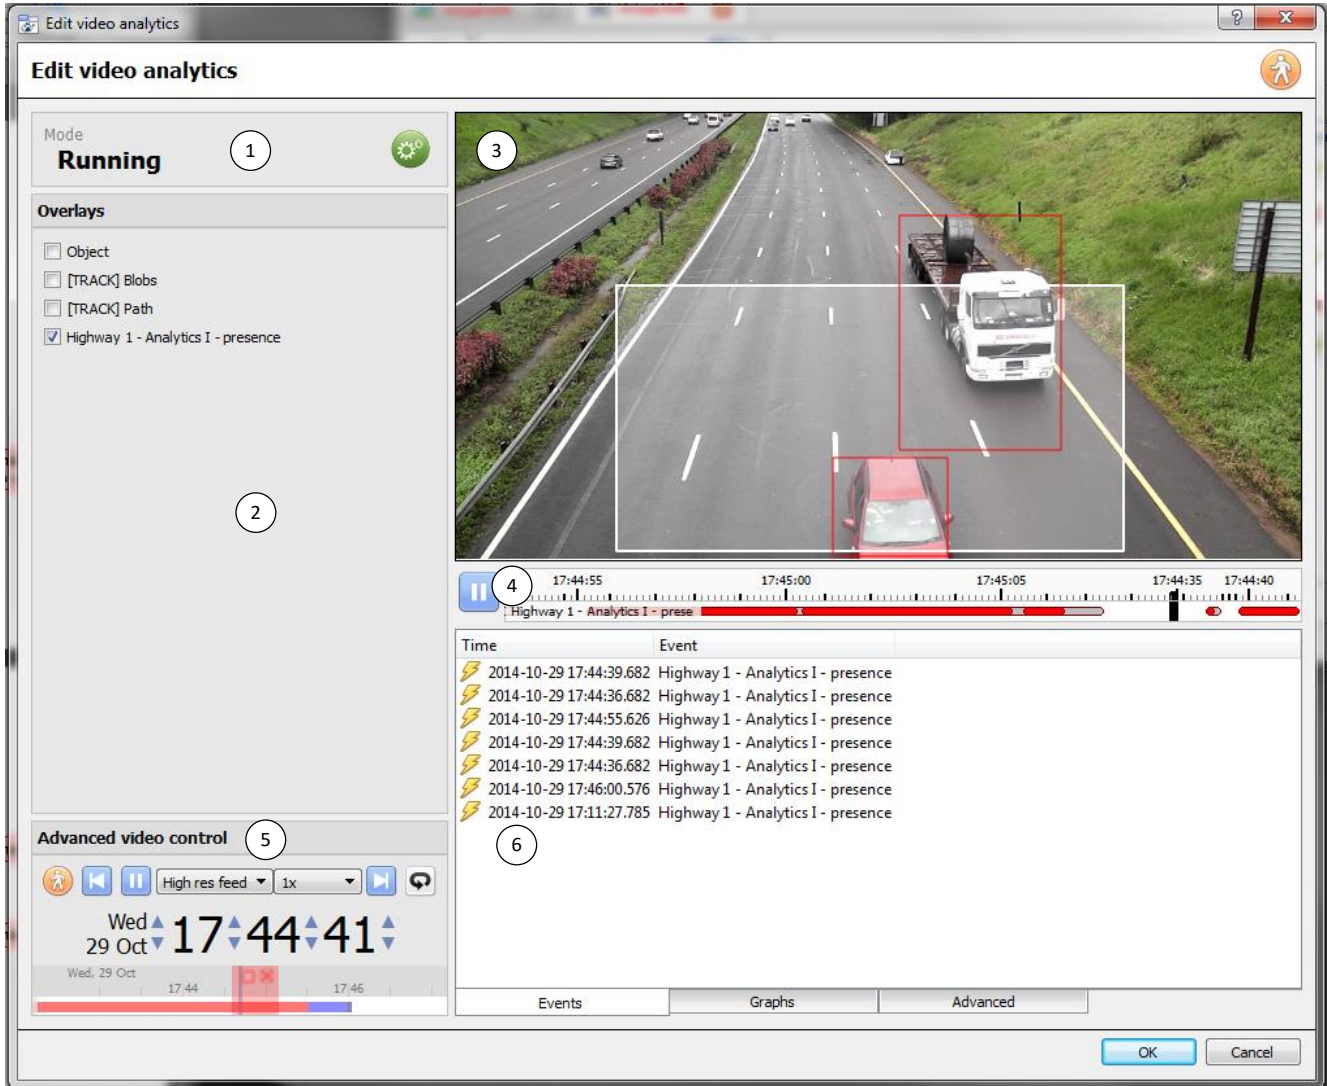 Edit video analytics
Edit video analytics
Mode
Running
1
Overlays
Object
[TRACK] Blobs
[TRACK] Path
Highway 1 - Analytics I - presence
2
3
4
17:44:55 17:45:00 17:45:05 17:44:35 17:44:40
Highway 1 - Analytics I - prese
Time Event
2014-10-29 17:44:39.682 Highway 1 - Analytics I - presence
2014-10-29 17:44:36.682 Highway 1 - Analytics I - presence
2014-10-29 17:44:55.626 Highway 1 - Analytics I - presence
2014-10-29 17:44:39.682 Highway 1 - Analytics I - presence
2014-10-29 17:44:36.682 Highway 1 - Analytics I - presence
2014-10-29 17:46:00.576 Highway 1 - Analytics I - presence
2014-10-29 17:11:27.785 Highway 1 - Analytics I - presence
6
Events Graphs Advanced
Advanced video control 5
High res feed 1x
Wed
29 Oct 17 44 41
Wed, 29 Oct
17:44 17:46
OK Cancel